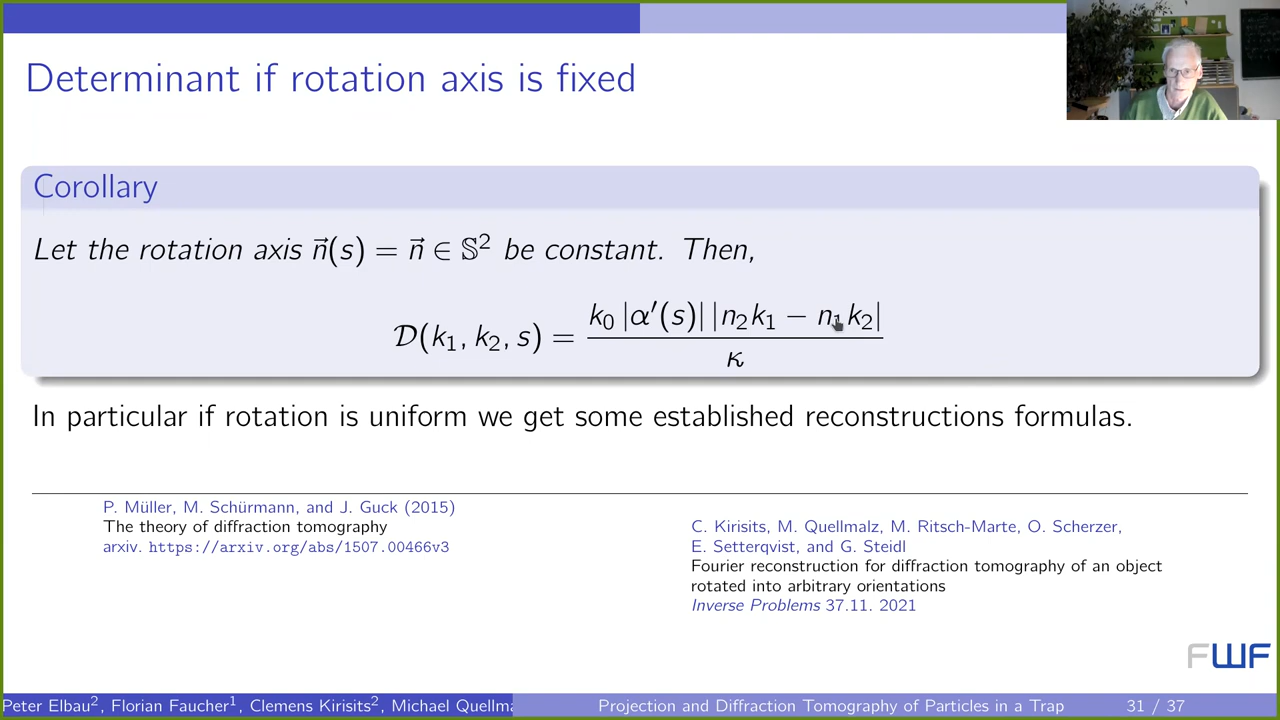 Determinant if rotation axis is fixed
Corollary
Let the rotation axis n⃗(s) = n⃗ ∈ 𝕊² be constant. Then,
𝒟(k₁, k₂, s) = k₀ |α′(s)| |n₂k₁ − n₁k₂| / κ
In particular if rotation is uniform we get some established reconstructions formulas.
P. Müller, M. Schürmann, and J. Guck (2015)
The theory of diffraction tomography
arxiv. https://arxiv.org/abs/1507.00466v3
C. Kirisits, M. Quellmalz, M. Ritsch-Marte, O. Scherzer,
E. Setterqvist, and G. Steidl
Fourier reconstruction for diffraction tomography of an object
rotated into arbitrary orientations
Inverse Problems 37.11. 2021
FWF
Peter Elbau², Florian Faucher¹, Clemens Kirisits², Michael Quellm
Projection and Diffraction Tomography of Particles in a Trap
31 / 37